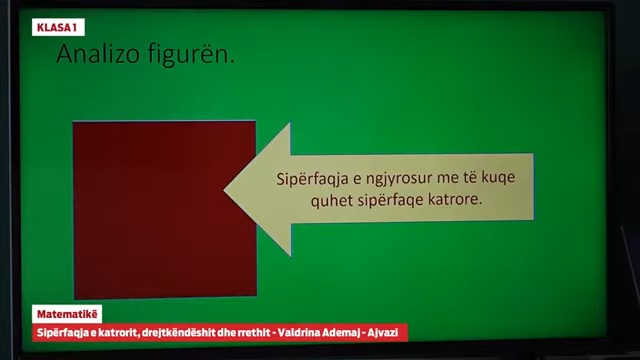 KLASA 1
Analizo figurën.
Sipërfaqja e ngjyrosur me të kuqe
quhet sipërfaqe katrore.
Matematikë
Sipërfaqja e katrorit, drejtkëndëshit dhe rrethit - Valdrina Ademaj - Ajvazi